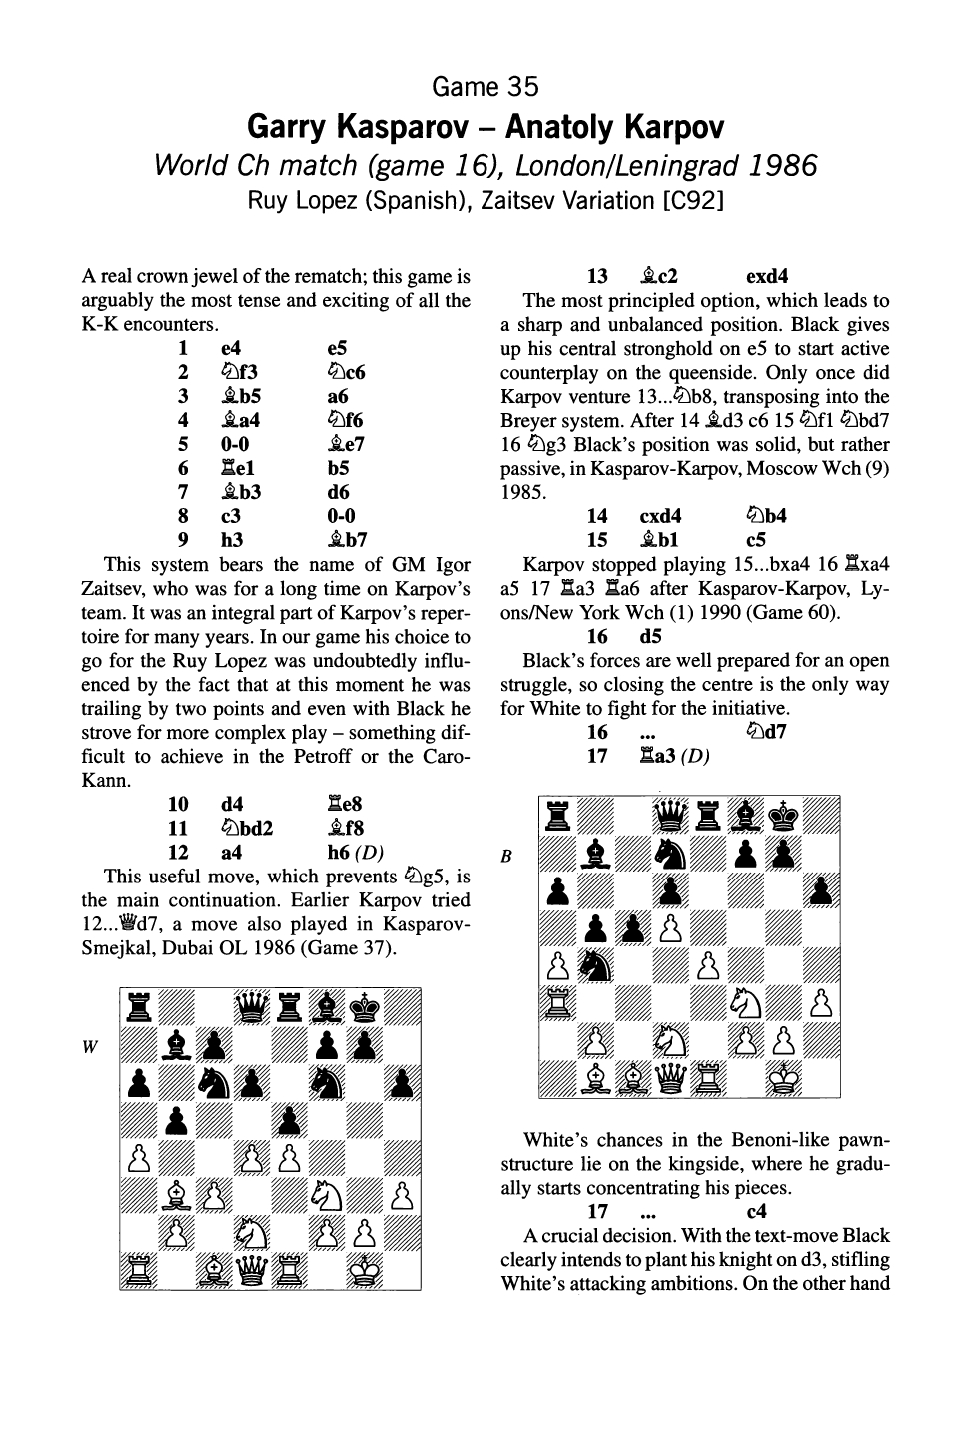 Game 35
Garry Kasparov – Anatoly Karpov
World Ch match (game 16), London/Leningrad 1986
Ruy Lopez (Spanish), Zaitsev Variation [C92]
A real crown jewel of the rematch; this game is
arguably the most tense and exciting of all the
K-K encounters.
1 e4 e5
2 ♘f3 ♘c6
3 ♗b5 a6
4 ♗a4 ♘f6
5 0-0 ♗e7
6 ♖e1 b5
7 ♗b3 d6
8 c3 0-0
9 h3 ♗b7
This system bears the name of GM Igor
Zaitsev, who was for a long time on Karpov's
team. It was an integral part of Karpov's reper-
toire for many years. In our game his choice to
go for the Ruy Lopez was undoubtedly influ-
enced by the fact that at this moment he was
trailing by two points and even with Black he
strove for more complex play – something dif-
ficult to achieve in the Petroff or the Caro-
Kann.
10 d4 ♖e8
11 ♘bd2 ♗f8
12 a4 h6 (D)
This useful move, which prevents ♘g5, is
the main continuation. Earlier Karpov tried
12...♕d7, a move also played in Kasparov-
Smejkal, Dubai OL 1986 (Game 37).
W
13 ♗c2 exd4
The most principled option, which leads to
a sharp and unbalanced position. Black gives
up his central stronghold on e5 to start active
counterplay on the queenside. Only once did
Karpov venture 13...♘b8, transposing into the
Breyer system. After 14 ♗d3 c6 15 ♘f1 ♘bd7
16 ♘g3 Black's position was solid, but rather
passive, in Kasparov-Karpov, Moscow Wch (9)
1985.
14 cxd4 ♘b4
15 ♗b1 c5
Karpov stopped playing 15...bxa4 16 ♖xa4
a5 17 ♖a3 ♖a6 after Kasparov-Karpov, Ly-
ons/New York Wch (1) 1990 (Game 60).
16 d5
Black's forces are well prepared for an open
struggle, so closing the centre is the only way
for White to fight for the initiative.
16 ... ♘d7
17 ♖a3 (D)
B
White's chances in the Benoni-like pawn-
structure lie on the kingside, where he gradu-
ally starts concentrating his pieces.
17 ... c4
A crucial decision. With the text-move Black
clearly intends to plant his knight on d3, stifling
White's attacking ambitions. On the other hand